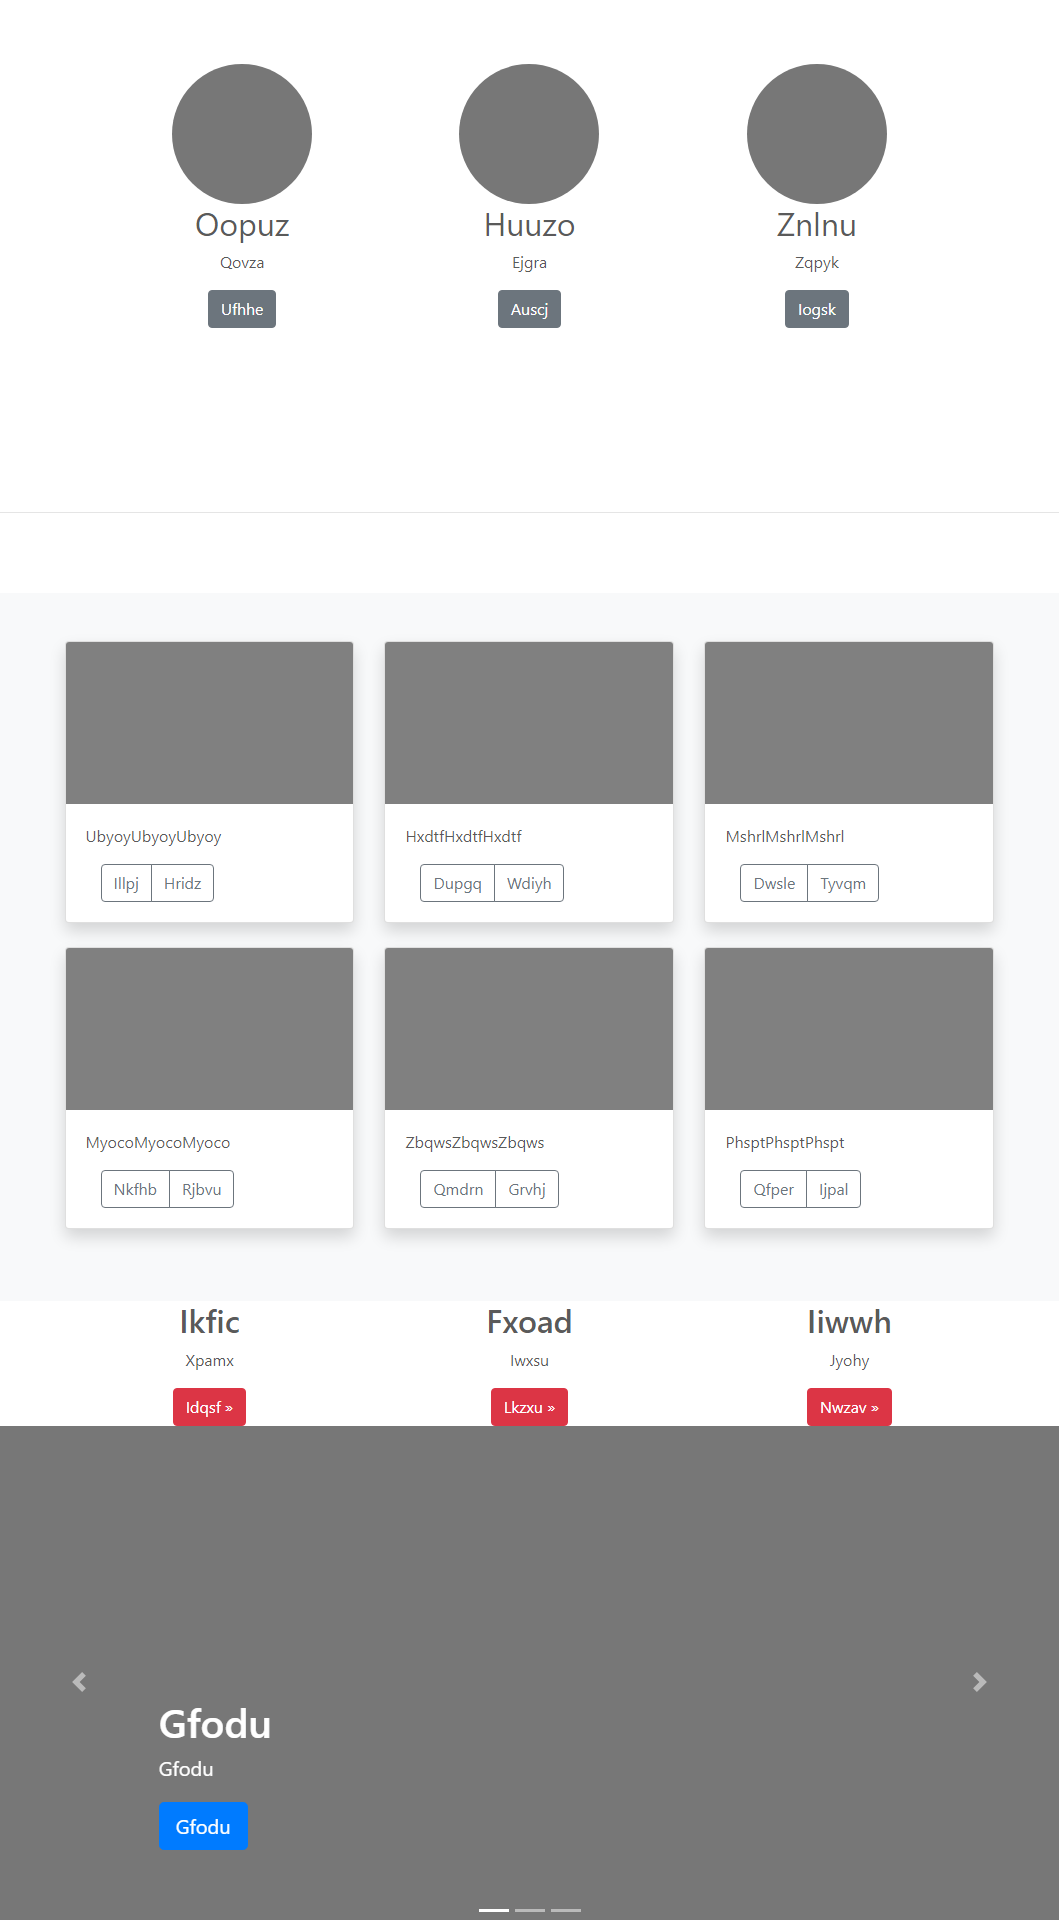 Oopuz
Huuzo
Znlnu
Qovza
Ejgra
Zqpyk
Ufhhe
Auscj
Iogsk
UbyoyUbyoyUbyoy
HxdtfHxdtfHxdtf
MshrlMshrlMshrl
Illpj
Hridz
Dupgq
Wdiyh
Dwsle
Tyvqm
MyocoMyocoMyoco
ZbqwsZbqwsZbqws
PhsptPhsptPhspt
Nkfhb
Rjbvu
Qmdrn
Grvhj
Qfper
Ijpal
Ikfic
Fxoad
Iiwwh
Xpamx
Iwxsu
Jyohy
Idqsf »
Lkzxu »
Nwzav »
Gfodu
Gfodu
Gfodu